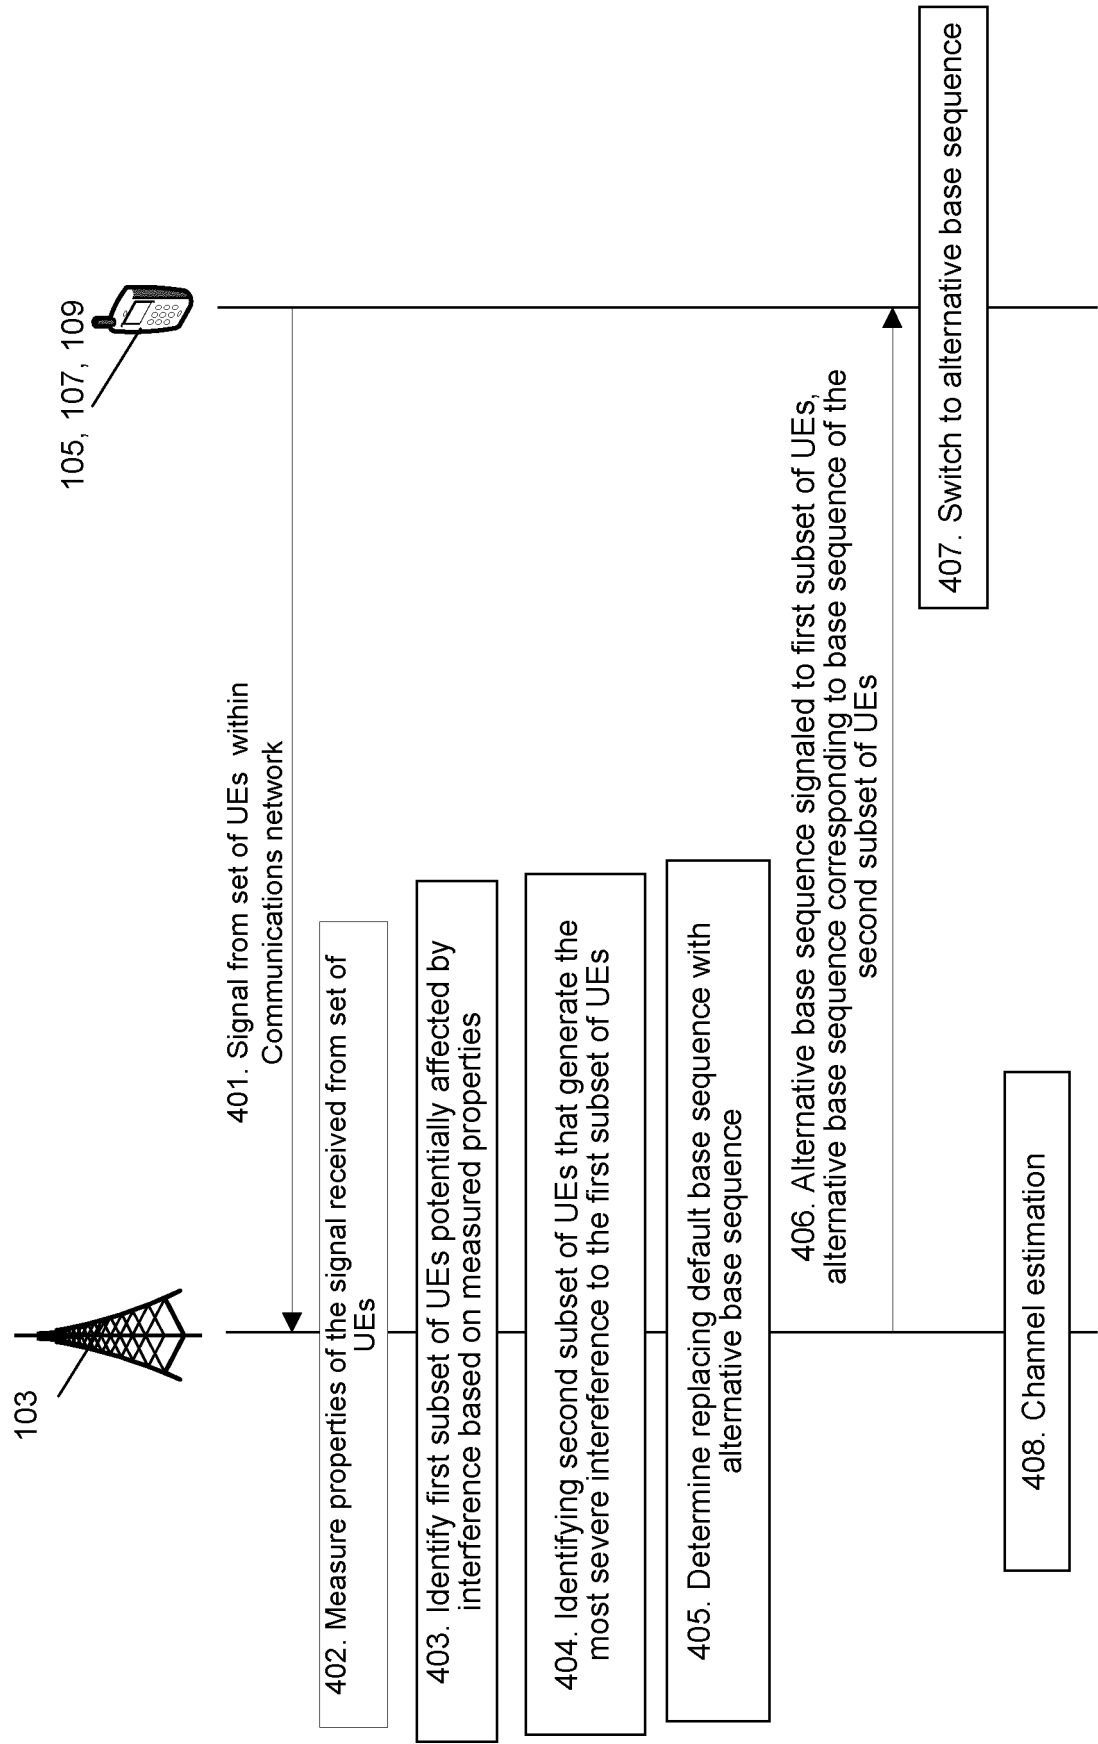 103
105, 107, 109
401. Signal from set of UEs within
Communications network
402. Measure properties of the signal received from set of
UEs
403. Identify first subset of UEs potentially affected by
interference based on measured properties
404. Identifying second subset of UEs that generate the
most severe intereference to the first subset of UEs
405. Determine replacing default base sequence with
alternative base sequence
406. Alternative base sequence signaled to first subset of UEs,
alternative base sequence corresponding to base sequence of the
second subset of UEs
407. Switch to alternative base sequence
408. Channel estimation